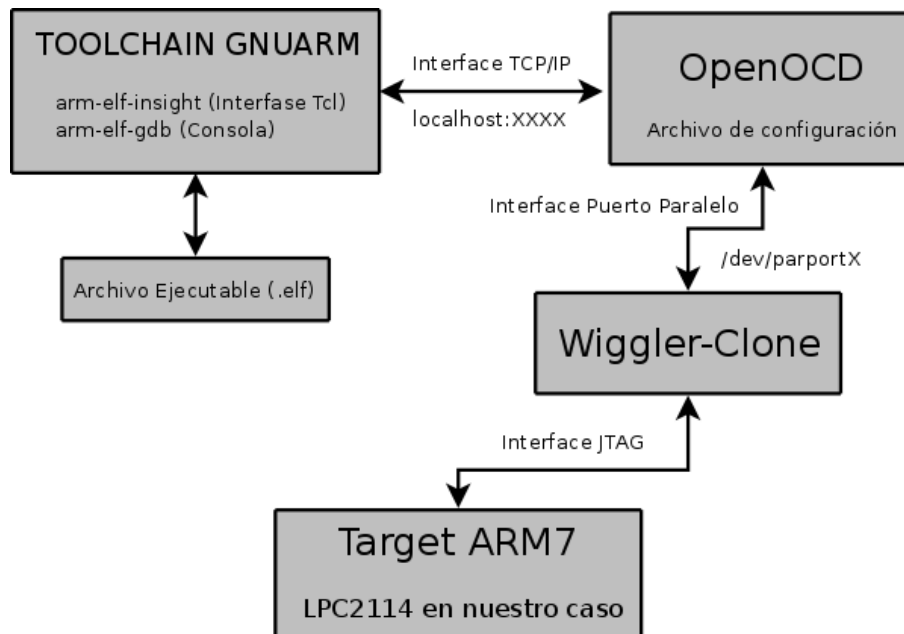 TOOLCHAIN GNUARM
arm-elf-insight (Interfase Tcl)
arm-elf-gdb (Consola)
Interface TCP/IP
localhost:XXXX
OpenOCD
Archivo de configuración
Interface Puerto Paralelo
/dev/parportX
Archivo Ejecutable (.elf)
Wiggler-Clone
Interface JTAG
Target ARM7
LPC2114 en nuestro caso